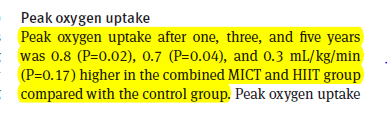 Peak oxygen uptake
Peak oxygen uptake after one, three, and five years
was 0.8 (P=0.02), 0.7 (P=0.04), and 0.3 mL/kg/min
(P=0.17) higher in the combined MICT and HIIT group
compared with the control group. Peak oxygen uptake